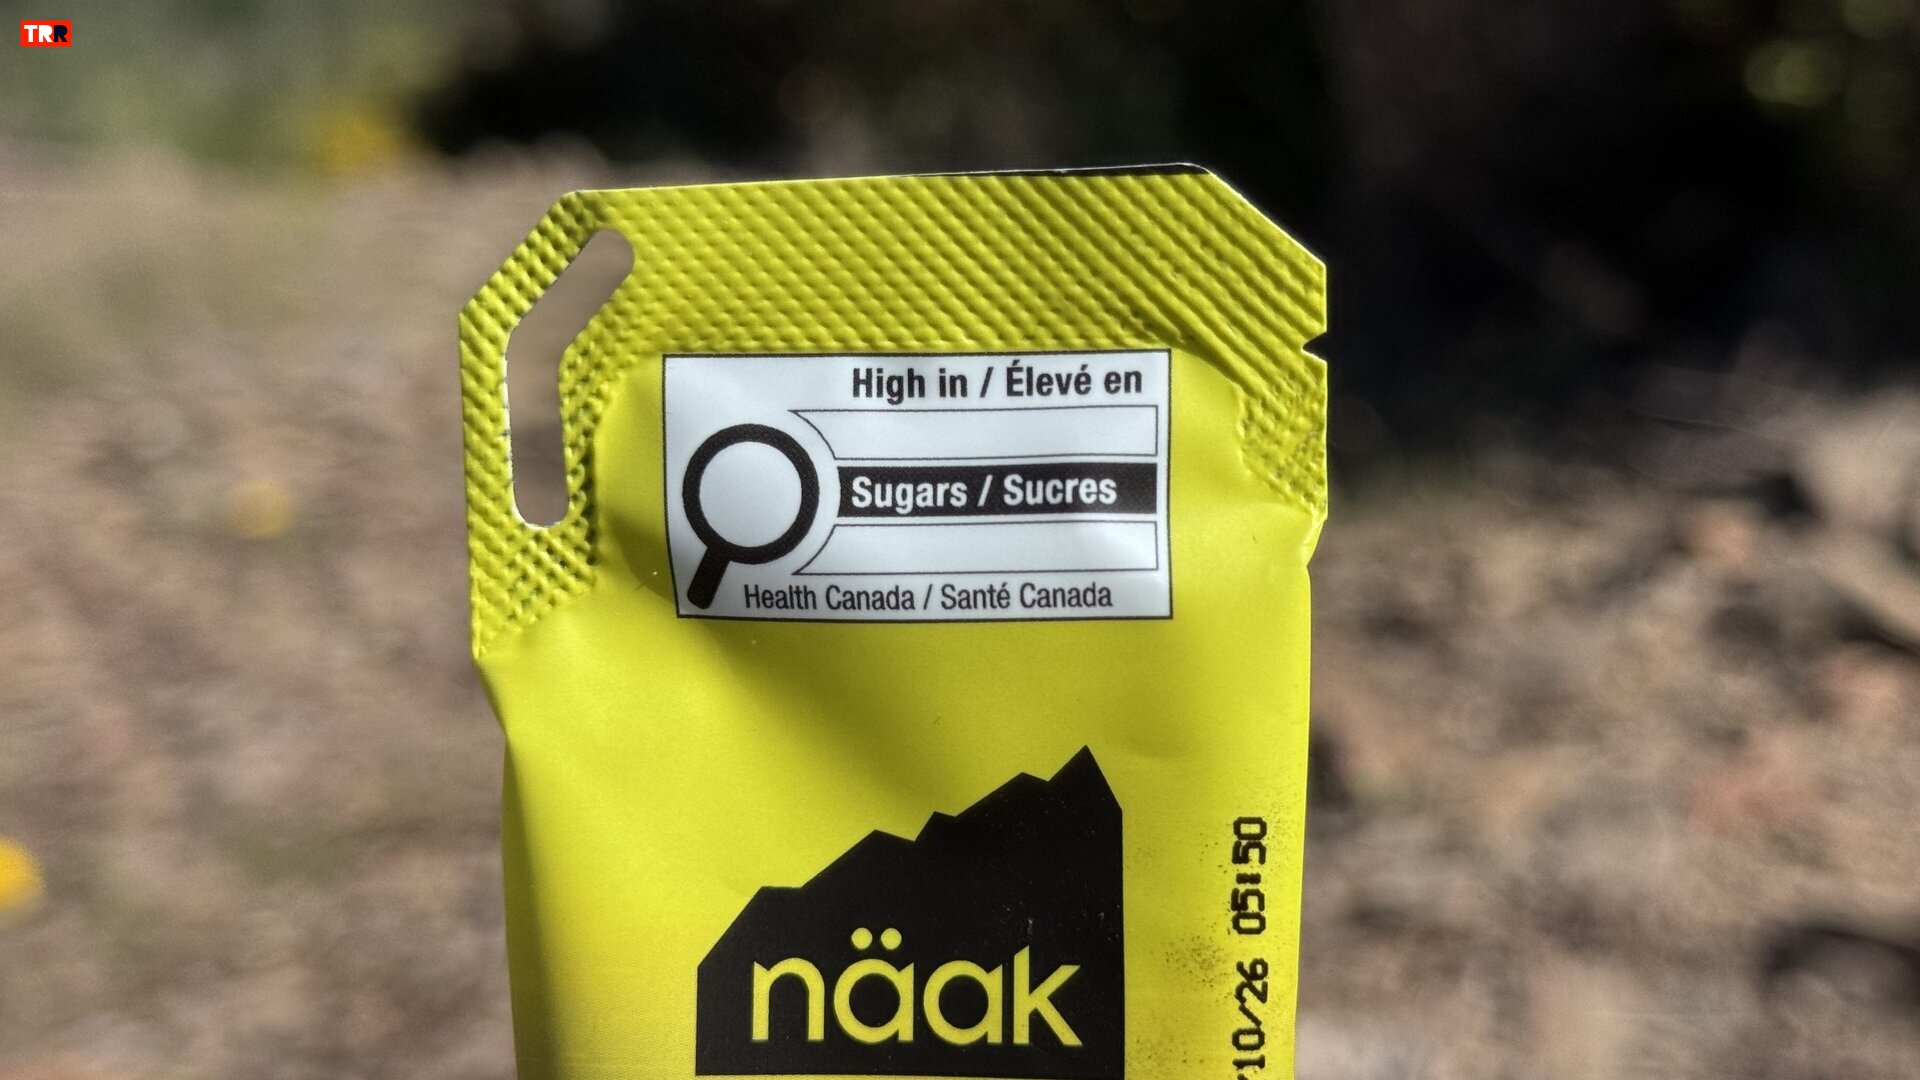 TRR
High in / Élevé en
Sugars / Sucres
Health Canada / Santé Canada
näak
/10/26 05:50